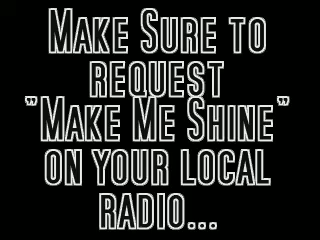 Make Sure to
request
"Make Me Shine"
on your local
radio...